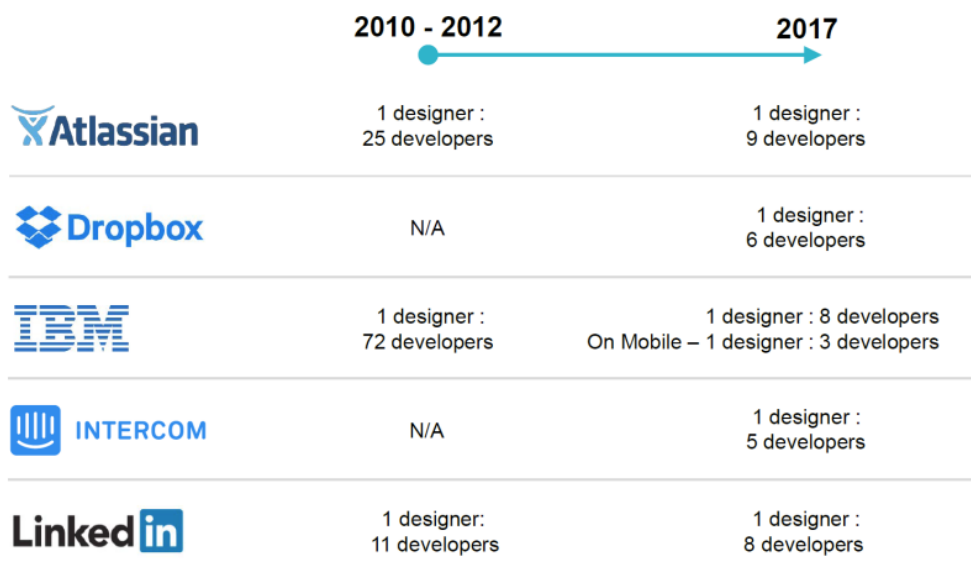 2010 - 2012
2017
Atlassian
1 designer :
25 developers
1 designer :
9 developers
Dropbox
N/A
1 designer :
6 developers
IBM
1 designer :
72 developers
1 designer : 8 developers
On Mobile – 1 designer : 3 developers
INTERCOM
N/A
1 designer :
5 developers
Linked in
1 designer:
11 developers
1 designer :
8 developers